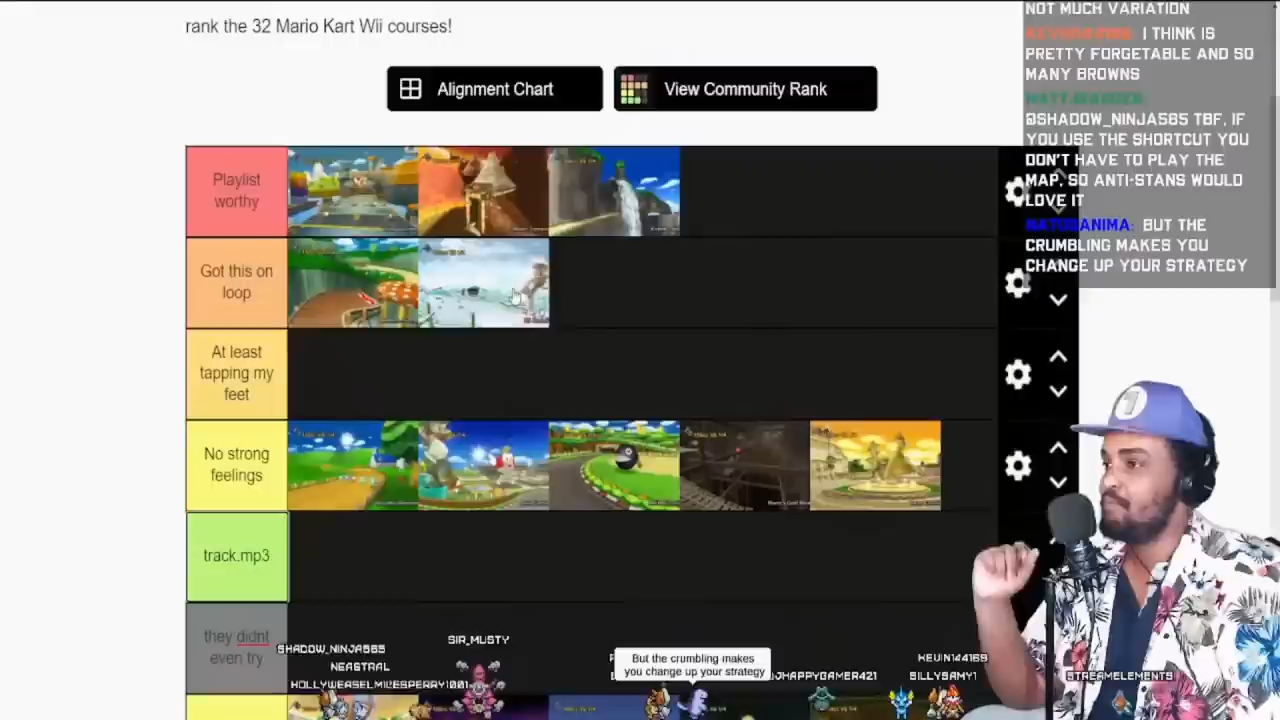 rank the 32 Mario Kart Wii courses!
Alignment Chart
View Community Rank
NOT MUCH VARIATION
I THINK IS
PRETTY FORGETABLE AND SO
MANY BROWNS
@SHADOW_NINJA565 TBF, IF
YOU USE THE SHORTCUT YOU
DON'T HAVE TO PLAY THE
MAP, SO ANTI-STANS WOULD
LOVE IT
BUT THE
CRUMBLING MAKES YOU
CHANGE UP YOUR STRATEGY
Playlist
worthy
Got this on
loop
At least
tapping my
feet
No strong
feelings
track.mp3
they didnt
even try
SHADOW_NINJA565
NEASTRAL
SIR_MUSTY
But the crumbling makes
you change up your strategy
KEVIN144169
JHAPPYGAMER421
SILLYSAMY1
STREAMELEMENTS